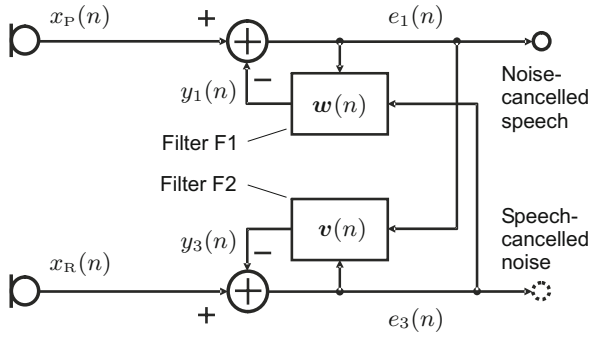 x_P(n)
+
e_1(n)
+
−
y_1(n)
w(n)
Noise-
cancelled
speech
Filter F1
Filter F2
y_3(n)
v(n)
Speech-
cancelled
noise
−
x_R(n)
+
+
e_3(n)